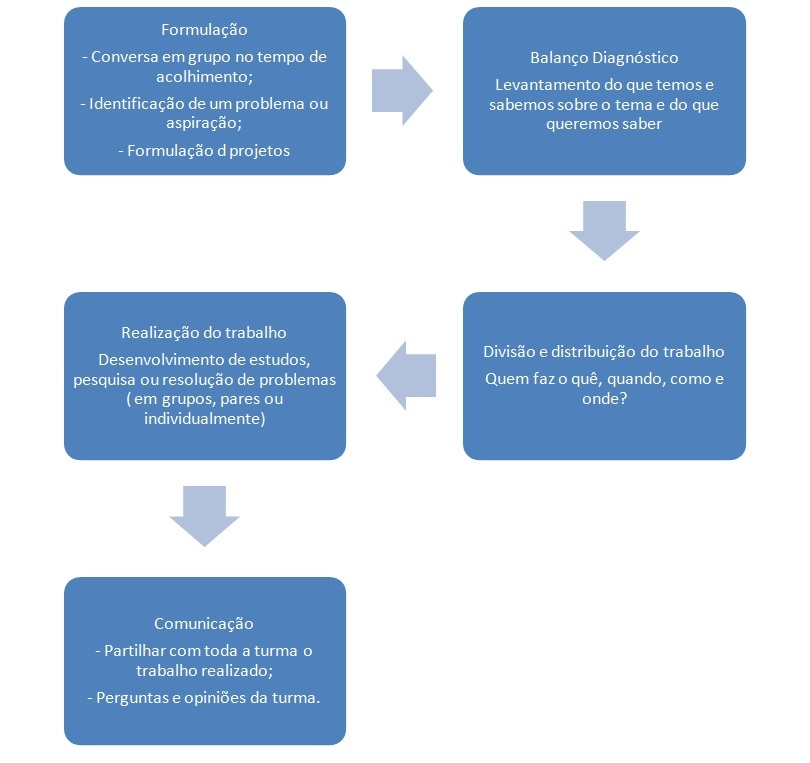 Formulação
- Conversa em grupo no tempo de
acolhimento;
- Identificação de um problema ou
aspiração;
- Formulação d projetos
Balanço Diagnóstico
Levantamento do que temos e
sabemos sobre o tema e do que
queremos saber
Divisão e distribuição do trabalho
Quem faz o quê, quando, como e
onde?
Realização do trabalho
Desenvolvimento de estudos,
pesquisa ou resolução de problemas
( em grupos, pares ou
individualmente)
Comunicação
- Partilhar com toda a turma o
trabalho realizado;
- Perguntas e opiniões da turma.